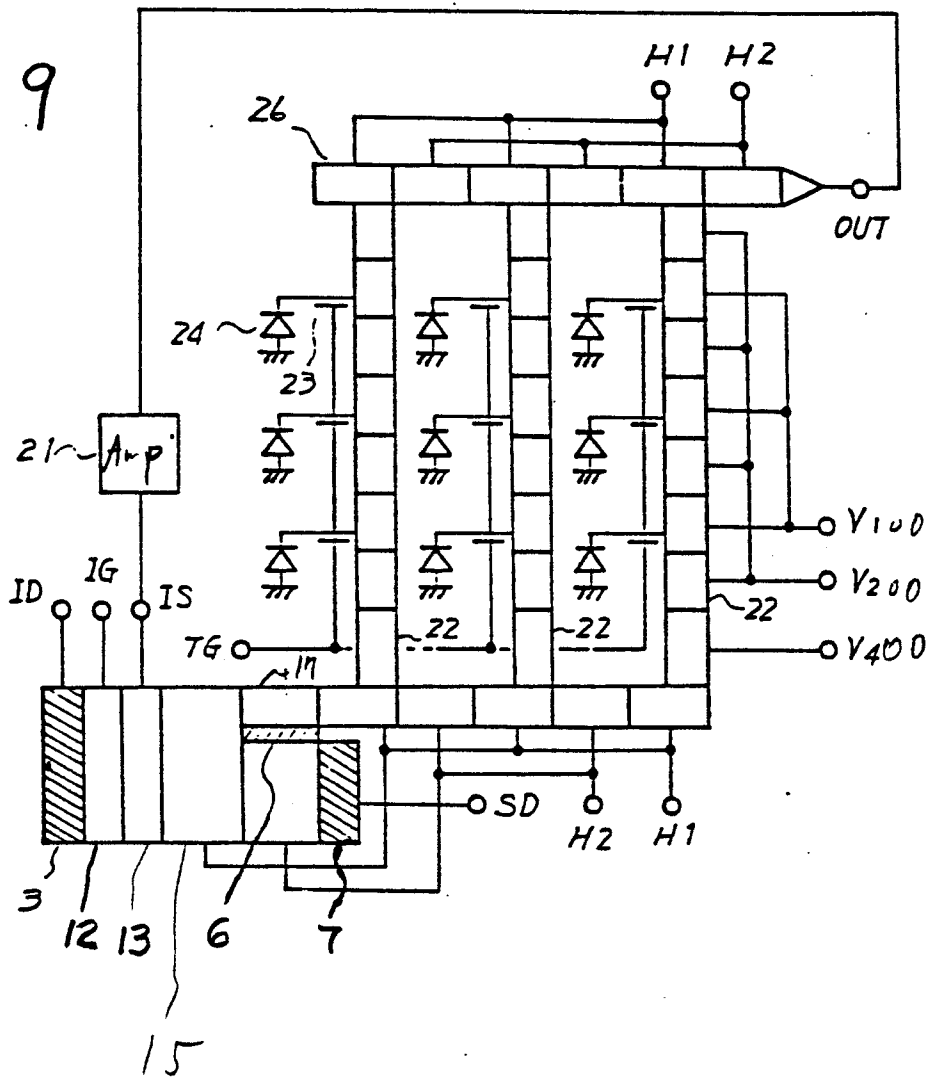 9
H1 H2
26
OUT
24
23
21 Amp
V100
ID IG IS
V200
22 22 22
TG
V400
17
SD
H2 H1
3 12 13 6 7
15